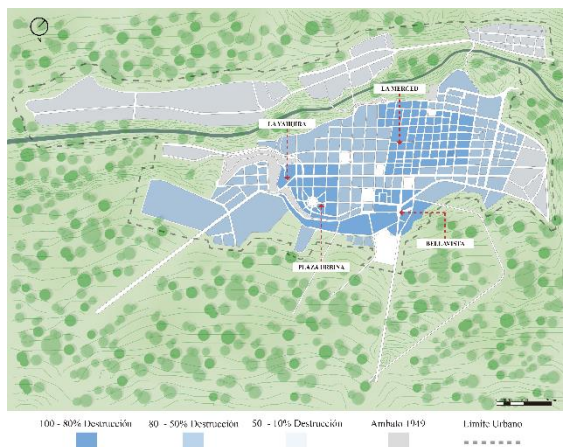 N
LA MERCED
LA YAHUIRA
BELLAVISTA
PLAZA URBINA
100 - 80% Destrucción 80 - 50% Destrucción 50 - 10% Destrucción Ambato 1949 Límite Urbano